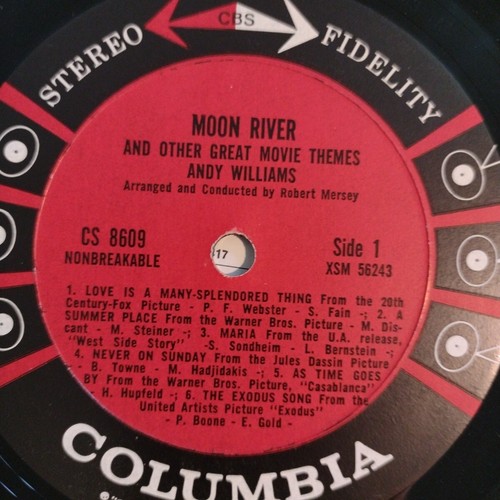 CBS
STEREO FIDELITY
MOON RIVER
AND OTHER GREAT MOVIE THEMES
ANDY WILLIAMS
Arranged and Conducted by Robert Mersey
CS 8609
NONBREAKABLE
17
Side 1
XSM 56243
1. LOVE IS A MANY-SPLENDORED THING From the 20th
Century-Fox Picture - P. F. Webster - S. Fain -; 2. A
SUMMER PLACE From the Warner Bros. Picture - M. Dis-
cant - M. Steiner -; 3. MARIA From the U.A. release,
"West Side Story" -S. Sondheim - L. Bernstein -;
4. NEVER ON SUNDAY From the Jules Dassin Picture
- B. Towne - M. Hadjidakis -; 5. AS TIME GOES
BY From the Warner Bros. Picture, "Casablanca"
H. Hupfeld -; 6. THE EXODUS SONG From the
United Artists Picture "Exodus"
- P. Boone - E. Gold -
COLUMBIA